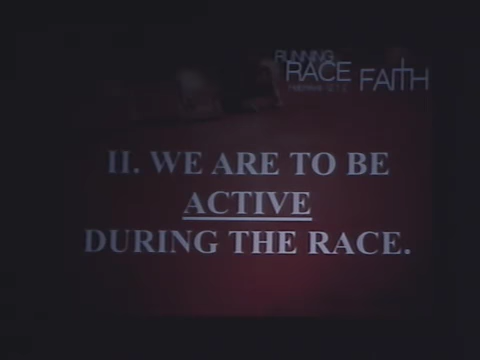 RUNNING
RACE FAITH
II. WE ARE TO BE
ACTIVE
DURING THE RACE.